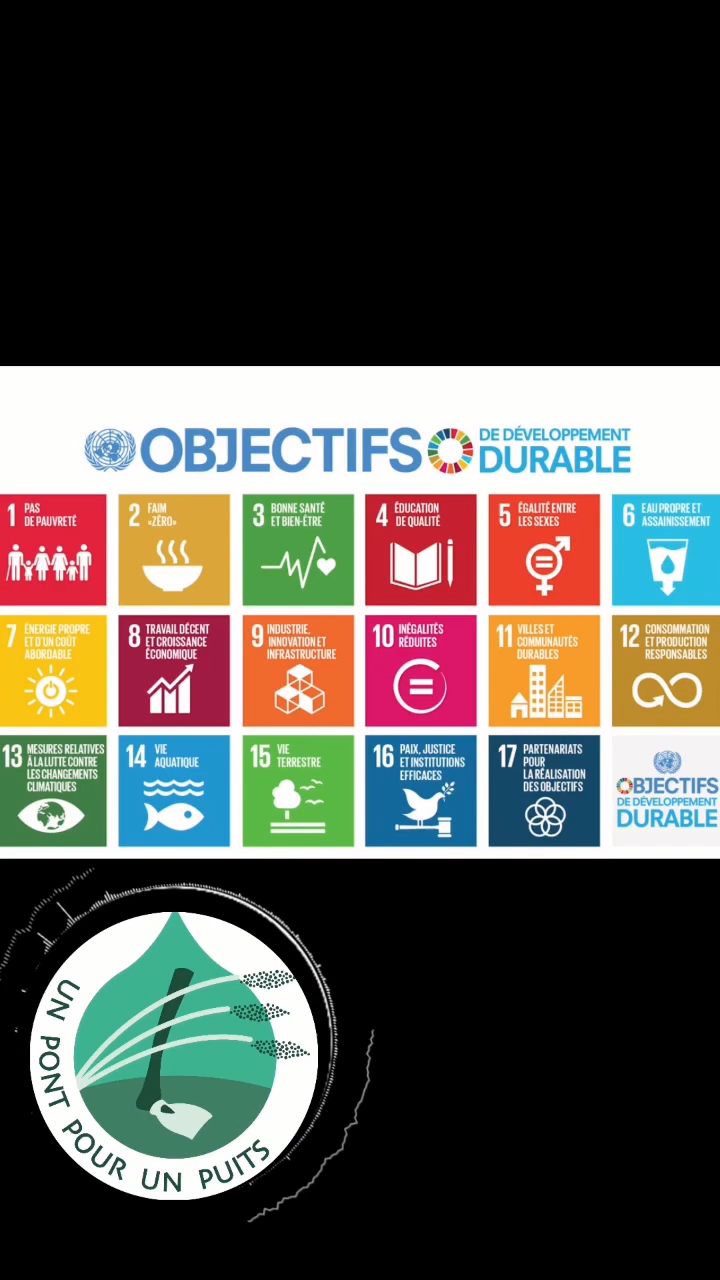 OBJECTIFS
DE DÉVELOPPEMENT
DURABLE
1 PAS
DE PAUVRETÉ
2 FAIM
«ZÉRO»
3 BONNE SANTÉ
ET BIEN-ÊTRE
4 ÉDUCATION
DE QUALITÉ
5 ÉGALITÉ ENTRE
LES SEXES
6 EAU PROPRE ET
ASSAINISSEMENT
7 ÉNERGIE PROPRE
ET D'UN COÛT
ABORDABLE
8 TRAVAIL DÉCENT
ET CROISSANCE
ÉCONOMIQUE
9 INDUSTRIE,
INNOVATION ET
INFRASTRUCTURE
10 INÉGALITÉS
RÉDUITES
11 VILLES ET
COMMUNAUTÉS
DURABLES
12 CONSOMMATION
ET PRODUCTION
RESPONSABLES
13 MESURES RELATIVES
À LA LUTTE CONTRE
LES CHANGEMENTS
CLIMATIQUES
14 VIE
AQUATIQUE
15 VIE
TERRESTRE
16 PAIX, JUSTICE
ET INSTITUTIONS
EFFICACES
17 PARTENARIATS
POUR
LA RÉALISATION
DES OBJECTIFS
OBJECTIFS
DE DÉVELOPPEMENT
DURABLE
UN PONT POUR UN PUITS